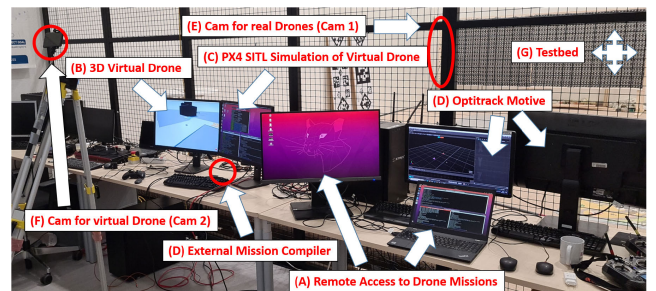 (E) Cam for real Drones (Cam 1)
(C) PX4 SITL Simulation of Virtual Drone
(G) Testbed
(B) 3D Virtual Drone
(D) Optitrack Motive
(F) Cam for virtual Drone (Cam 2)
(D) External Mission Compiler
(A) Remote Access to Drone Missions